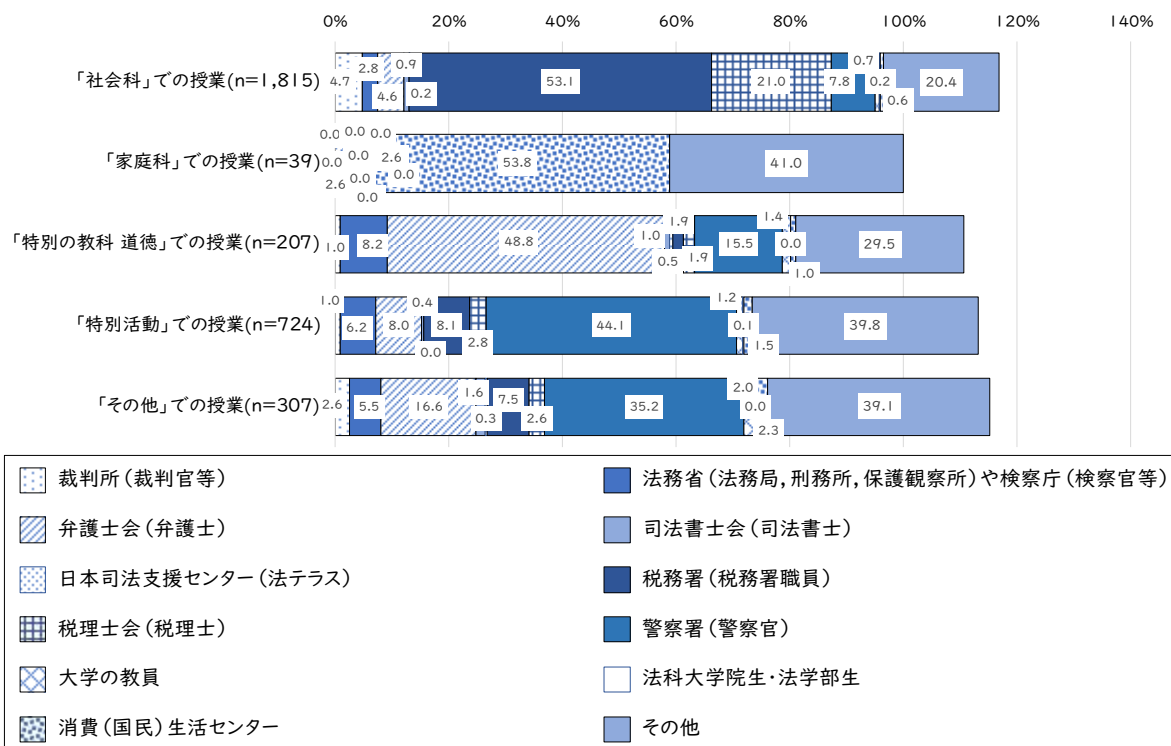 0% 20% 40% 60% 80% 100% 120% 140%
「社会科」での授業(n=1,815) 4.7 2.8 4.6 0.9 0.2 53.1 21.0 7.8 0.7 0.2 0.6 20.4
「家庭科」での授業(n=39) 0.0 0.0 0.0 0.0 0.0 2.6 2.6 0.0 0.0 0.0 53.8 41.0
「特別の教科 道徳」での授業(n=207) 1.0 8.2 48.8 1.0 0.5 1.9 1.9 15.5 1.4 0.0 1.0 29.5
「特別活動」での授業(n=724) 1.0 6.2 8.0 0.4 0.0 8.1 2.8 44.1 1.2 0.1 1.5 39.8
「その他」での授業(n=307) 2.6 5.5 16.6 1.6 0.3 7.5 2.6 35.2 2.0 0.0 2.3 39.1
裁判所(裁判官等) 法務省(法務局,刑務所,保護観察所)や検察庁(検察官等)
弁護士会(弁護士) 司法書士会(司法書士)
日本司法支援センター(法テラス) 税務署(税務署職員)
税理士会(税理士) 警察署(警察官)
大学の教員 法科大学院生・法学部生
消費(国民)生活センター その他